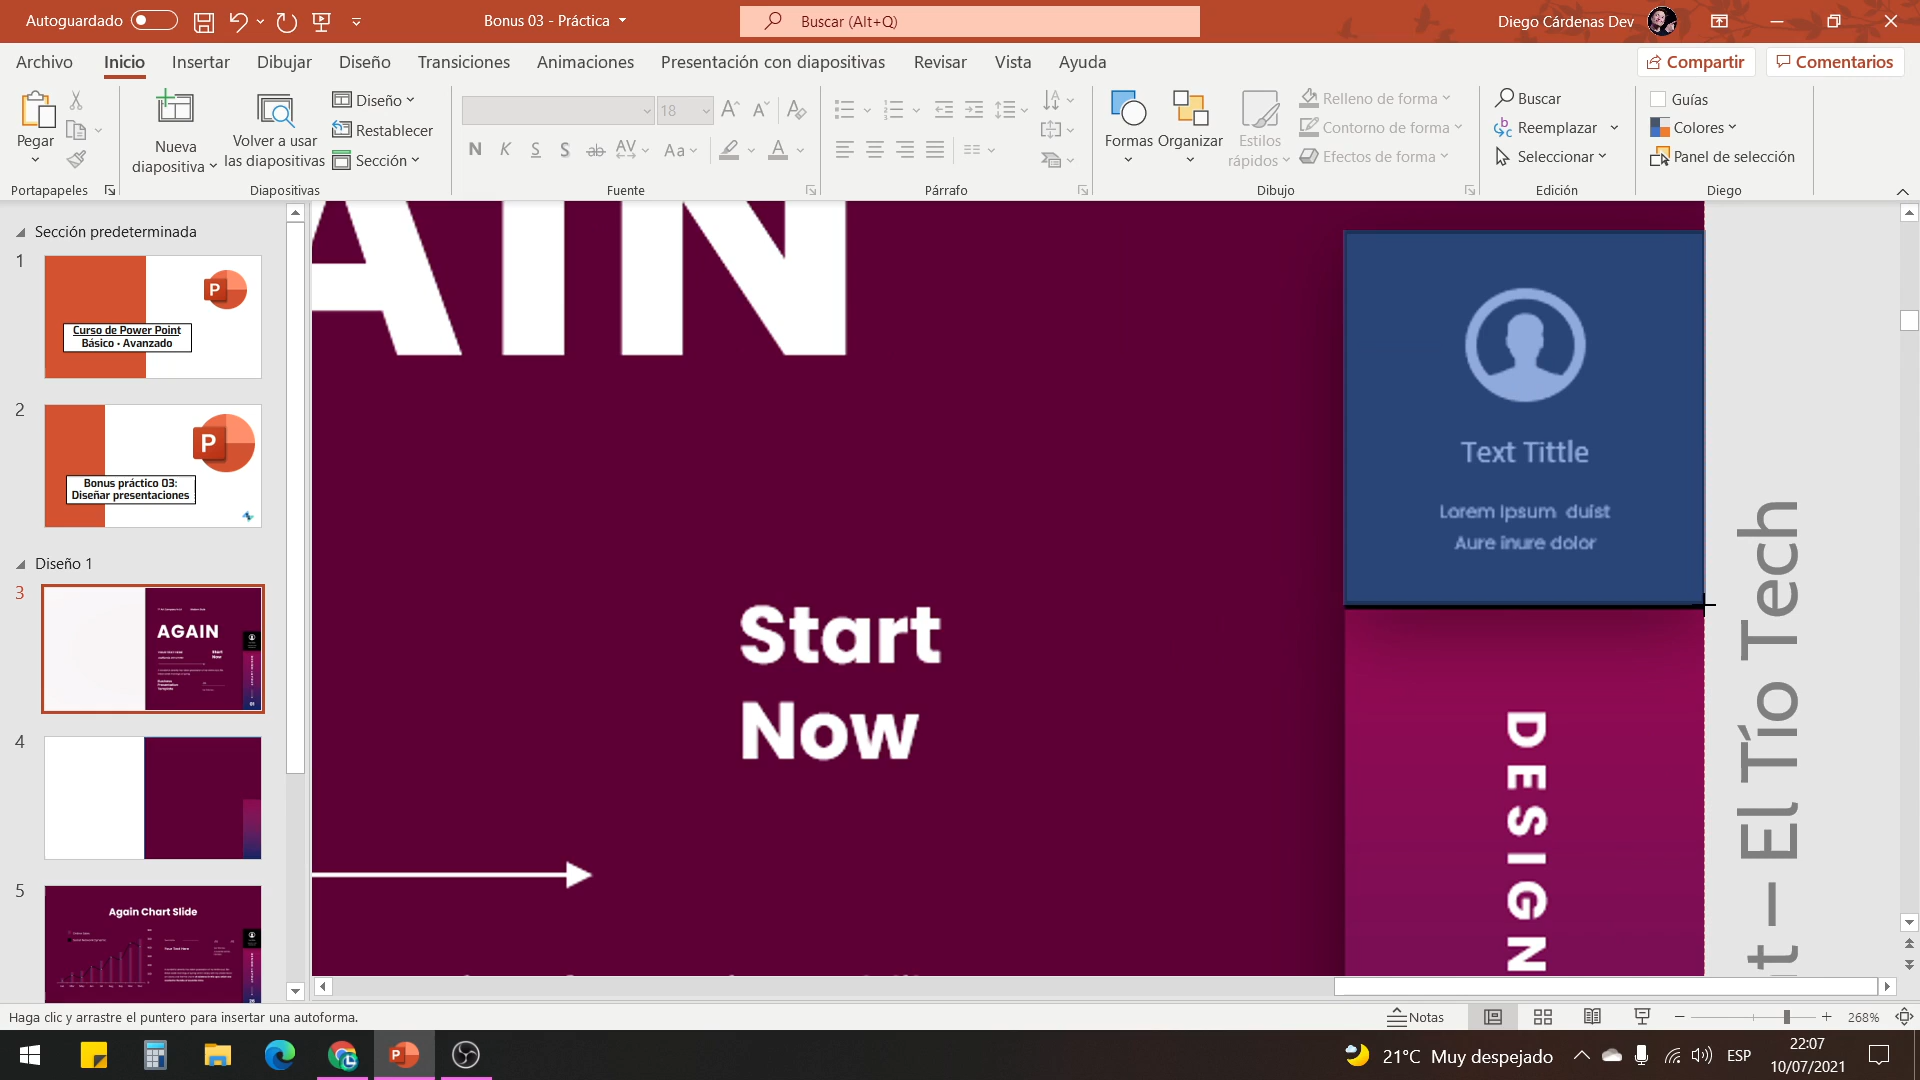 Autoguardado
Bonus 03 - Práctica
Buscar (Alt+Q)
Diego Cárdenas Dev
Archivo
Inicio
Insertar
Dibujar
Diseño
Transiciones
Animaciones
Presentación con diapositivas
Revisar
Vista
Ayuda
Compartir
Comentarios
Pegar
Portapapeles
Nueva
diapositiva
Volver a usar
las diapositivas
Diseño
Restablecer
Sección
Diapositivas
18
N K S S ab AV Aa A
Fuente
Párrafo
Formas
Organizar
Estilos
rápidos
Relleno de forma
Contorno de forma
Efectos de forma
Dibujo
Buscar
Reemplazar
Seleccionar
Edición
Guías
Colores
Panel de selección
Diego
Sección predeterminada
1
Curso de Power Point
Básico - Avanzado
2
Bonus práctico 03:
Diseñar presentaciones
Diseño 1
3
AGAIN
Start
Now
4
5
Again Chart Slide
AIN
Start
Now
Text Tittle
Lorem Ipsum duist
Aure inure dolor
DESIGN
t – El Tío Tech
Haga clic y arrastre el puntero para insertar una autoforma.
Notas
268%
21°C Muy despejado
ESP
22:07
10/07/2021